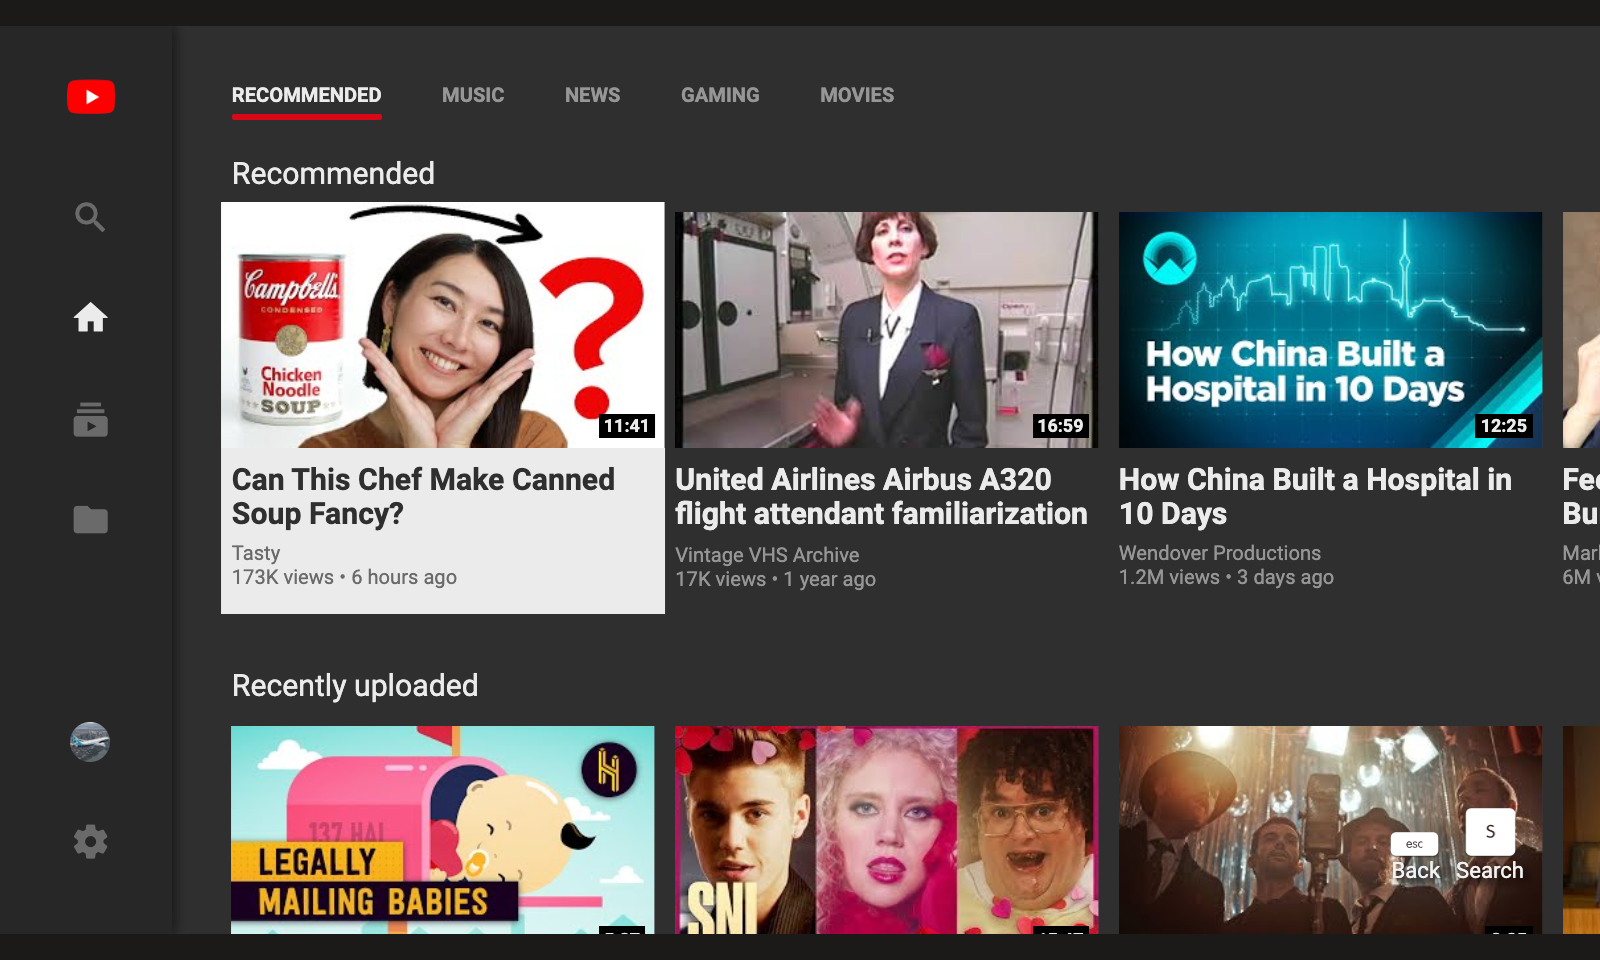 RECOMMENDED MUSIC NEWS GAMING MOVIES
Recommended
Campbell's
CONDENSED
Chicken
Noodle
SOUP
11:41
Can This Chef Make Canned
Soup Fancy?
Tasty
173K views • 6 hours ago
16:59
United Airlines Airbus A320
flight attendant familiarization
Vintage VHS Archive
17K views • 1 year ago
How China Built a
Hospital in 10 Days
12:25
How China Built a Hospital in
10 Days
Wendover Productions
1.2M views • 3 days ago
6M
Recently uploaded
137 HAL
LEGALLY
MAILING BABIES
H
SNL
esc
Back
S
Search